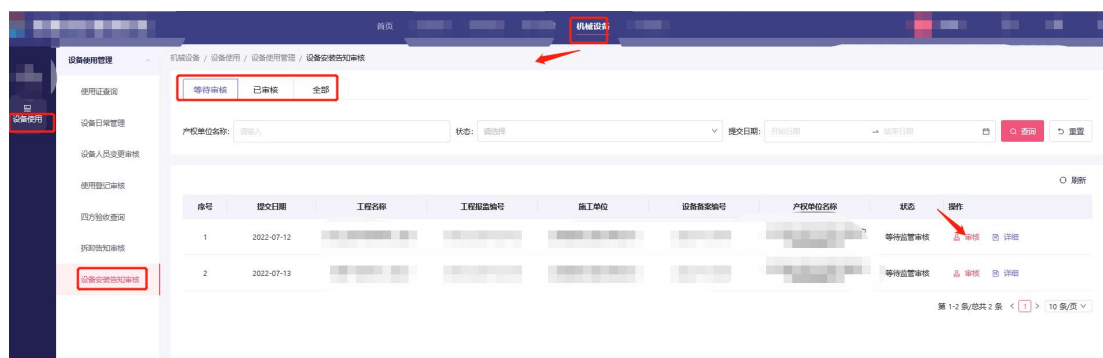 首页 机械设备
设备使用
设备使用管理
使用证查询
设备日常管理
设备人员变更审核
使用登记审核
四方验收查询
拆卸告知审核
设备安装告知审核
机械设备 / 设备使用 / 设备使用管理 / 设备安装告知审核
等待审核 已审核 全部
产权单位名称: 请输入 状态: 请选择 提交日期: 开始日期 → 结束日期 查询 重置
刷新
序号 提交日期 工程名称 工程报监编号 施工单位 设备备案编号 产权单位名称 状态 操作
1 2022-07-12 等待监管审核 审核 详细
2 2022-07-13 等待监管审核 审核 详细
第 1-2 条/总共 2 条 < 1 > 10 条/页